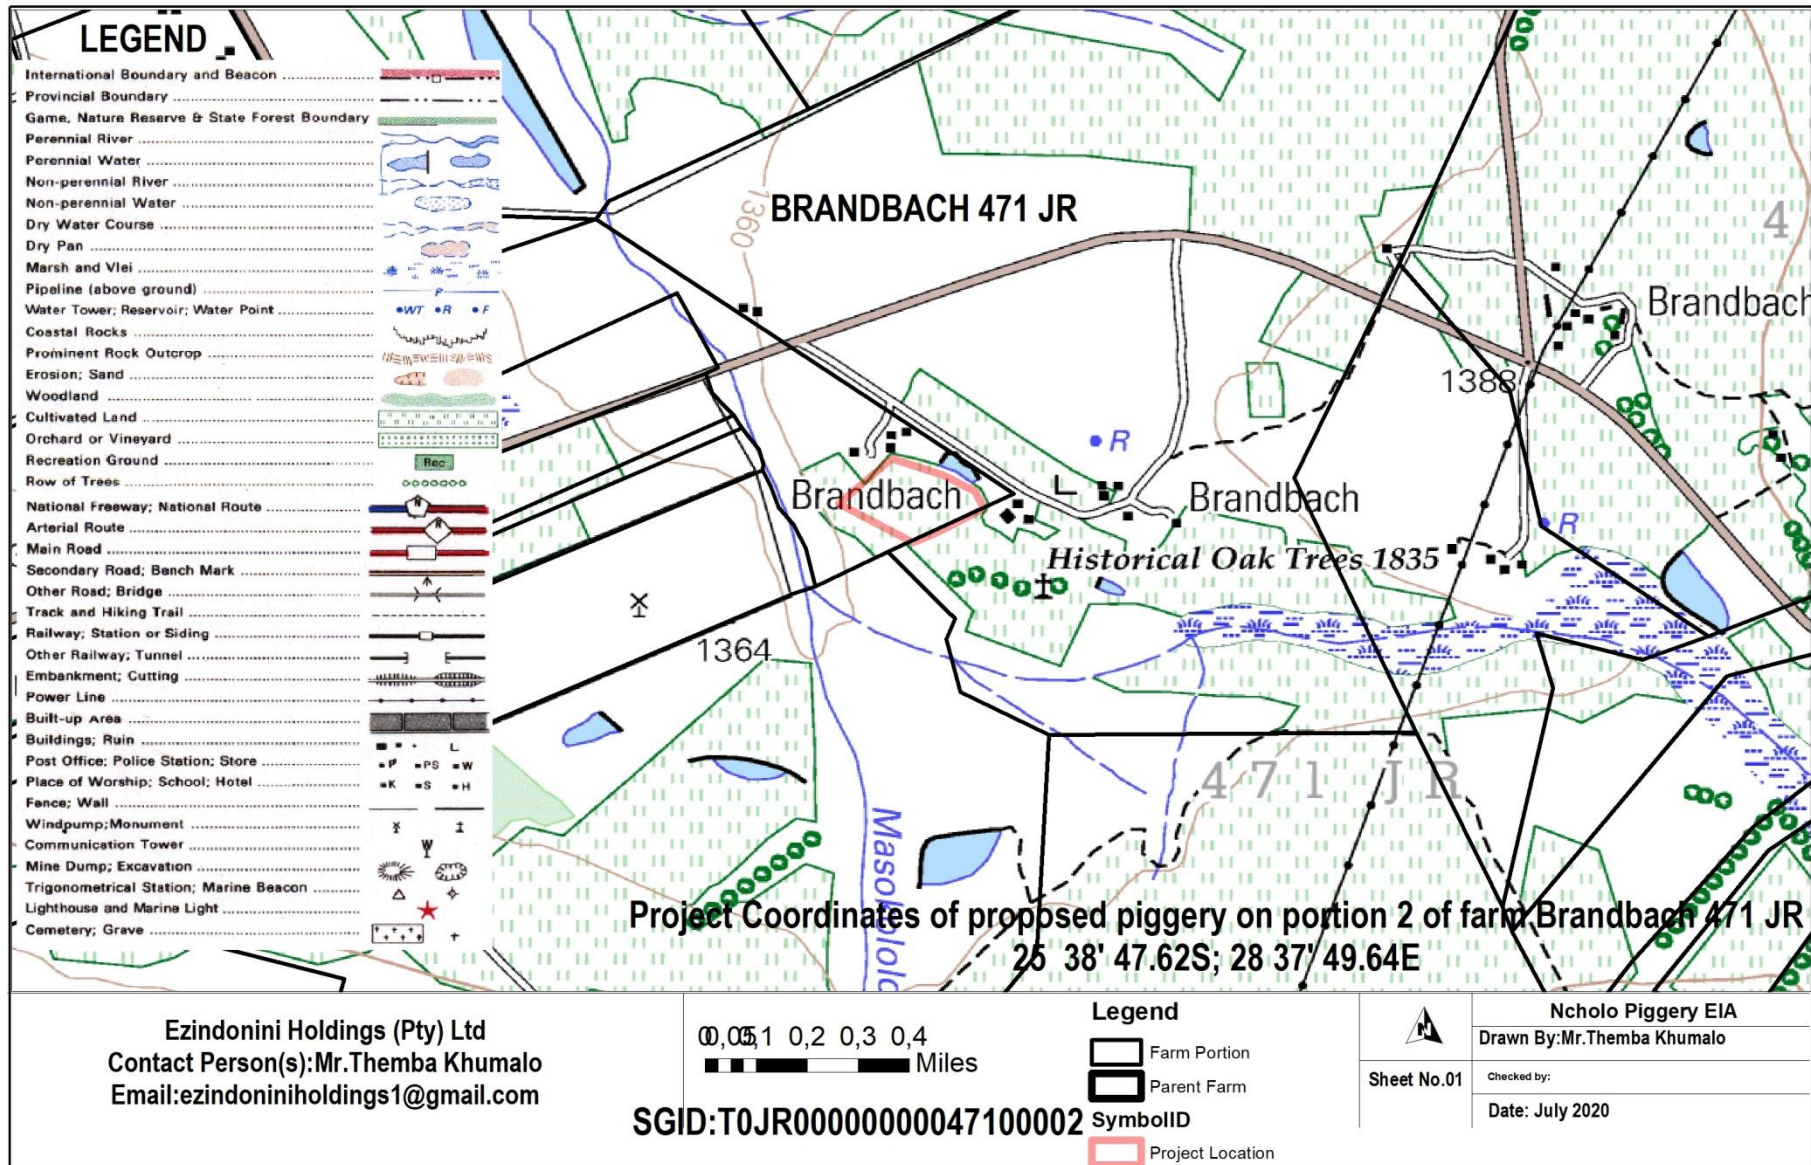 LEGEND
International Boundary and Beacon
Provincial Boundary
Game, Nature Reserve & State Forest Boundary
Perennial River
Perennial Water
Non-perennial River
Non-perennial Water
Dry Water Course
Dry Pan
Marsh and Vlei
Pipeline (above ground) P
Water Tower; Reservoir; Water Point WT R F
Coastal Rocks
Prominent Rock Outcrop
Erosion; Sand
Woodland
Cultivated Land
Orchard or Vineyard
Recreation Ground Rec
Row of Trees
National Freeway; National Route N
Arterial Route R
Main Road
Secondary Road; Bench Mark
Other Road; Bridge
Track and Hiking Trail
Railway; Station or Siding
Other Railway; Tunnel
Embankment; Cutting
Power Line
Built-up Area
Buildings; Ruin
Post Office; Police Station; Store P PS W
Place of Worship; School; Hotel K S H
Fence; Wall
Windpump;Monument
Communication Tower
Mine Dump; Excavation
Trigonometrical Station; Marine Beacon
Lighthouse and Marine Light
Cemetery; Grave
1360
BRANDBACH 471 JR
4
Brandbach
1388
R
Brandbach
Brandbach
R
Historical Oak Trees 1835
1364
471 JR
Masokololo
Project Coordinates of proposed piggery on portion 2 of farm Brandbach 471 JR
25 38' 47.62S; 28 37' 49.64E
Ezindonini Holdings (Pty) Ltd
Contact Person(s):Mr.Themba Khumalo
Email:ezindoniniholdings1@gmail.com
0 0,05 0,1 0,2 0,3 0,4
Miles
SGID:T0JR00000000047100002
Legend
Farm Portion
Parent Farm
SymbolID
Project Location
N
Sheet No.01
Ncholo Piggery EIA
Drawn By:Mr.Themba Khumalo
Checked by:
Date: July 2020